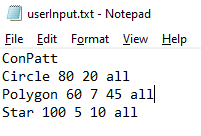 userInput.txt - Notepad
File Edit Format View Help
ConPatt
Circle 80 20 all
Polygon 60 7 45 all
Star 100 5 10 all